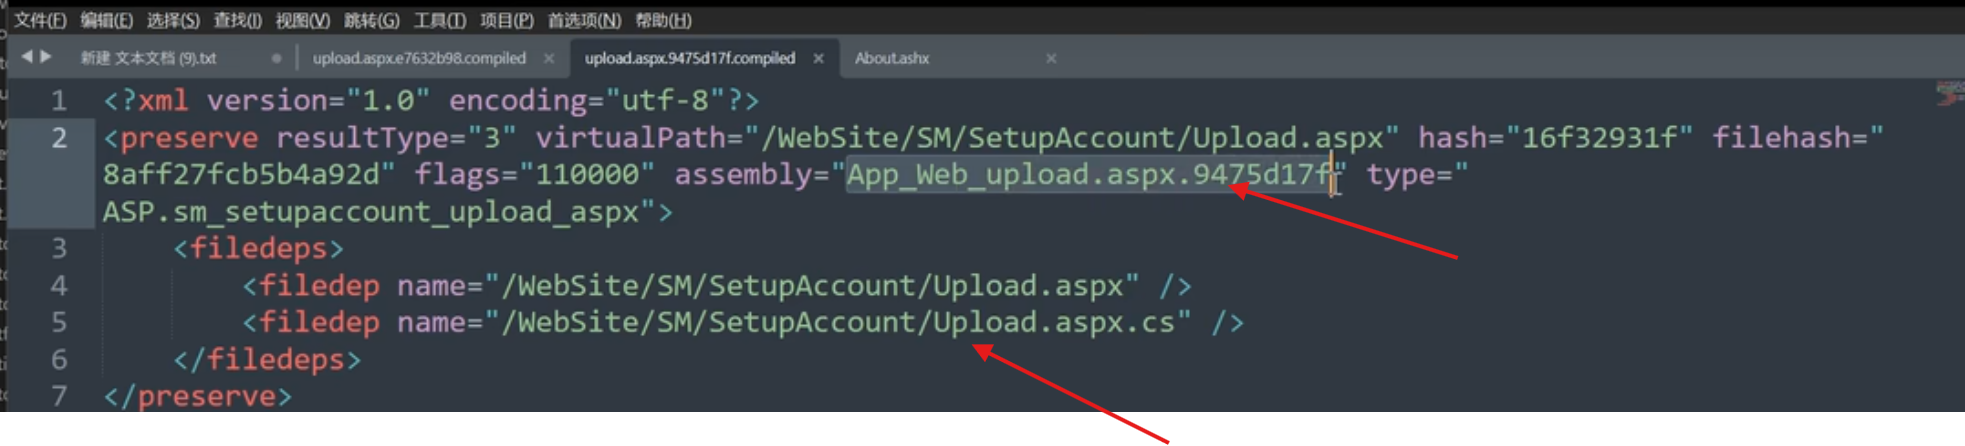 文件(F) 编辑(E) 选择(S) 查找(I) 视图(V) 跳转(G) 工具(T) 项目(P) 首选项(N) 帮助(H)
新建 文本文档 (9).txt upload.aspx.e7632b98.compiled × upload.aspx.9475d17f.compiled × About.ashx ×
1 <?xml version="1.0" encoding="utf-8"?>
2 <preserve resultType="3" virtualPath="/WebSite/SM/SetupAccount/Upload.aspx" hash="16f32931f" filehash="
8aff27fcb5b4a92d" flags="110000" assembly="App_Web_upload.aspx.9475d17f" type="
ASP.sm_setupaccount_upload_aspx">
3 <filedeps>
4 <filedep name="/WebSite/SM/SetupAccount/Upload.aspx" />
5 <filedep name="/WebSite/SM/SetupAccount/Upload.aspx.cs" />
6 </filedeps>
7 </preserve>